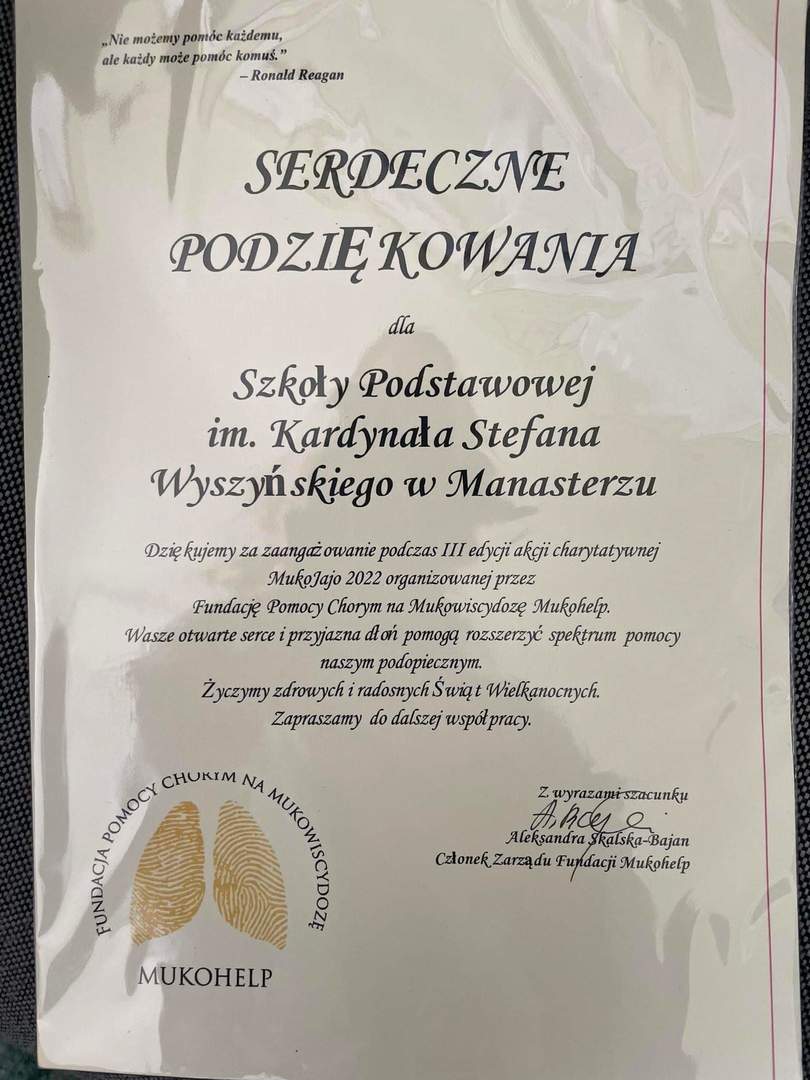 „Nie możemy pomóc każdemu,
ale każdy może pomóc komuś.”
– Ronald Reagan
SERDECZNE
PODZIĘKOWANIA
dla
Szkoły Podstawowej
im. Kardynała Stefana
Wyszyńskiego w Manasterzu
Dziękujemy za zaangażowanie podczas III edycji akcji charytatywnej
MukoJajo 2022 organizowanej przez
Fundację Pomocy Chorym na Mukowiscydozę Mukohelp.
Wasze otwarte serce i przyjazna dłoń pomogą rozszerzyć spektrum pomocy
naszym podopiecznym.
Życzymy zdrowych i radosnych Świąt Wielkanocnych.
Zapraszamy do dalszej współpracy.
Z wyrazami szacunku
Aleksandra Skalska-Bajan
Członek Zarządu Fundacji Mukohelp
FUNDACJA POMOCY CHORYM NA MUKOWISCYDOZĘ
MUKOHELP